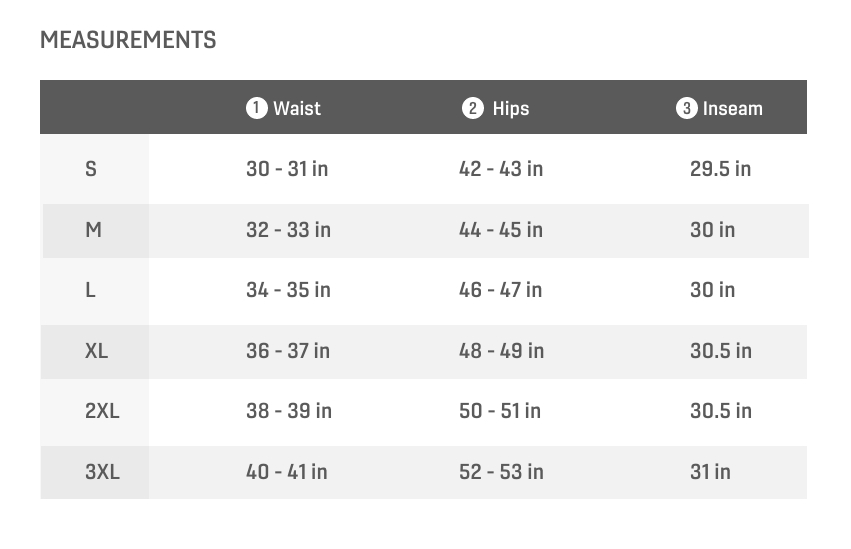 MEASUREMENTS
1 Waist 2 Hips 3 Inseam
S 30 - 31 in 42 - 43 in 29.5 in
M 32 - 33 in 44 - 45 in 30 in
L 34 - 35 in 46 - 47 in 30 in
XL 36 - 37 in 48 - 49 in 30.5 in
2XL 38 - 39 in 50 - 51 in 30.5 in
3XL 40 - 41 in 52 - 53 in 31 in